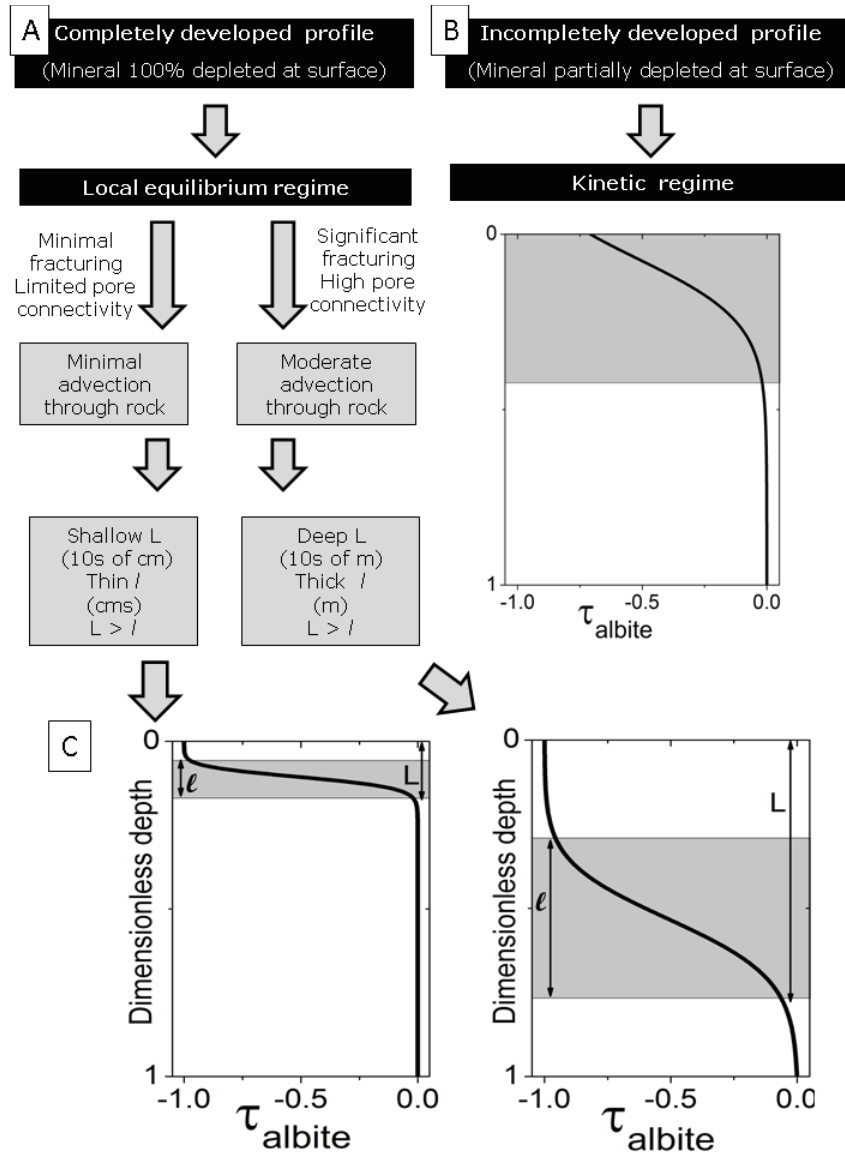 A
Completely developed profile
(Mineral 100% depleted at surface)
Local equilibrium regime
Minimal
fracturing
Limited pore
connectivity
Significant
fracturing
High pore
connectivity
Minimal
advection
through rock
Moderate
advection
through rock
Shallow L
(10s of cm)
Thin l
(cms)
L > l
Deep L
(10s of m)
Thick l
(m)
L > l
B
Incompletely developed profile
(Mineral partially depleted at surface)
Kinetic regime
0
1
-1.0 -0.5 0.0
τalbite
C
0
L
ℓ
Dimensionless depth
1
-1.0 -0.5 0.0
τalbite
0
L
ℓ
Dimensionless depth
1
-1.0 -0.5 0.0
τalbite